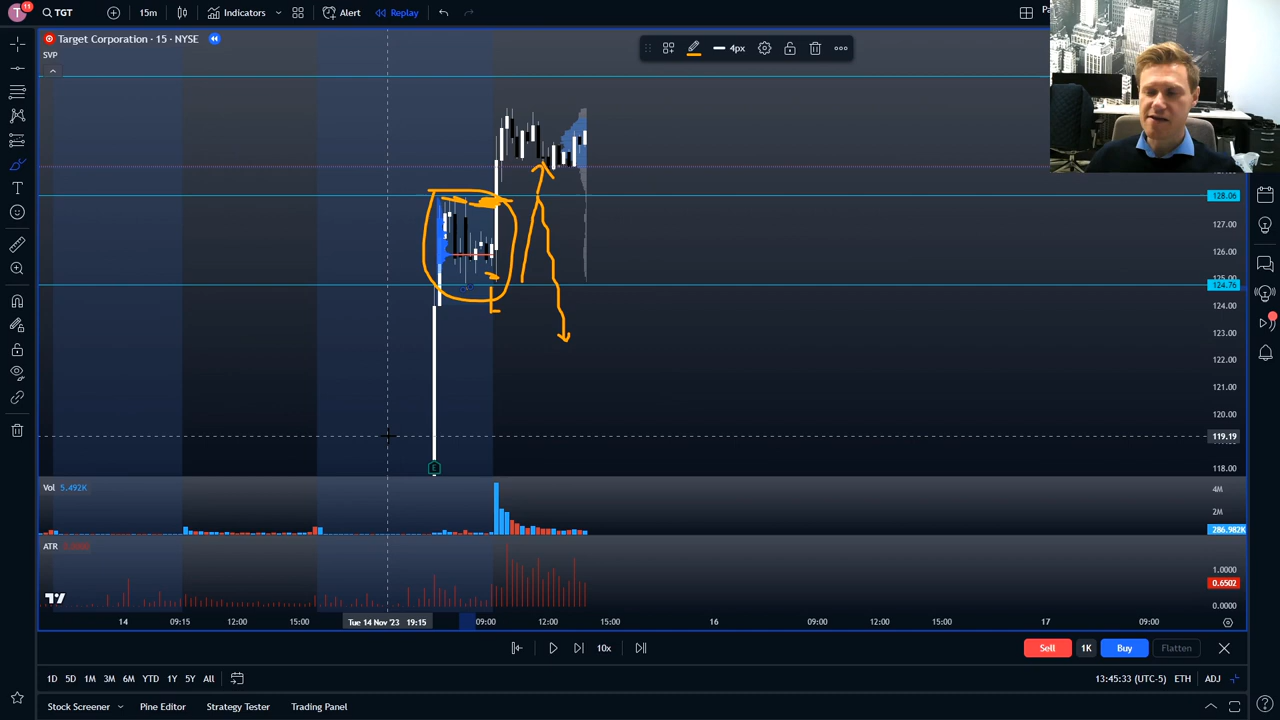 T 11 TGT 15m Indicators Alert Replay Pa
Target Corporation · 15 · NYSE
SVP
4px
128.06
127.00
126.00
125.00
124.76
124.00
123.00
122.00
121.00
120.00
119.19
118.00
E
Vol 5.492K
4M
2M
286.982K
ATR
1.0000
0.6502
0.0000
14 09:15 12:00 15:00 Tue 14 Nov '23 19:15 09:00 12:00 15:00 16 09:00 12:00 15:00 17 09:00
10x Sell 1K Buy Flatten
1D 5D 1M 3M 6M YTD 1Y 5Y All 13:45:33 (UTC-5) ETH ADJ
Stock Screener Pine Editor Strategy Tester Trading Panel